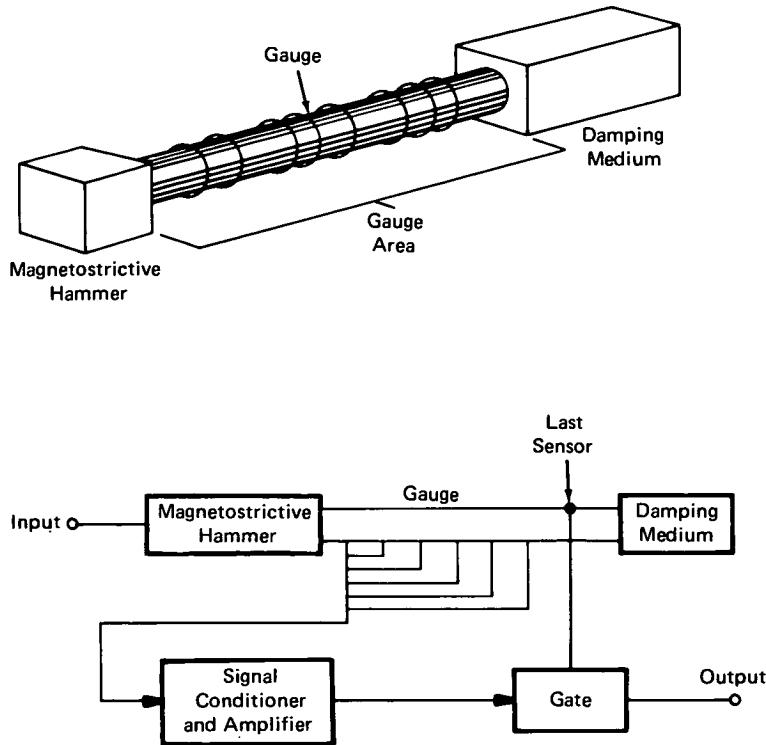 Gauge
Damping
Medium
Gauge
Area
Magnetostrictive
Hammer
Last
Sensor
Gauge
Input
Magnetostrictive
Hammer
Damping
Medium
Signal
Conditioner
and Amplifier
Gate
Output